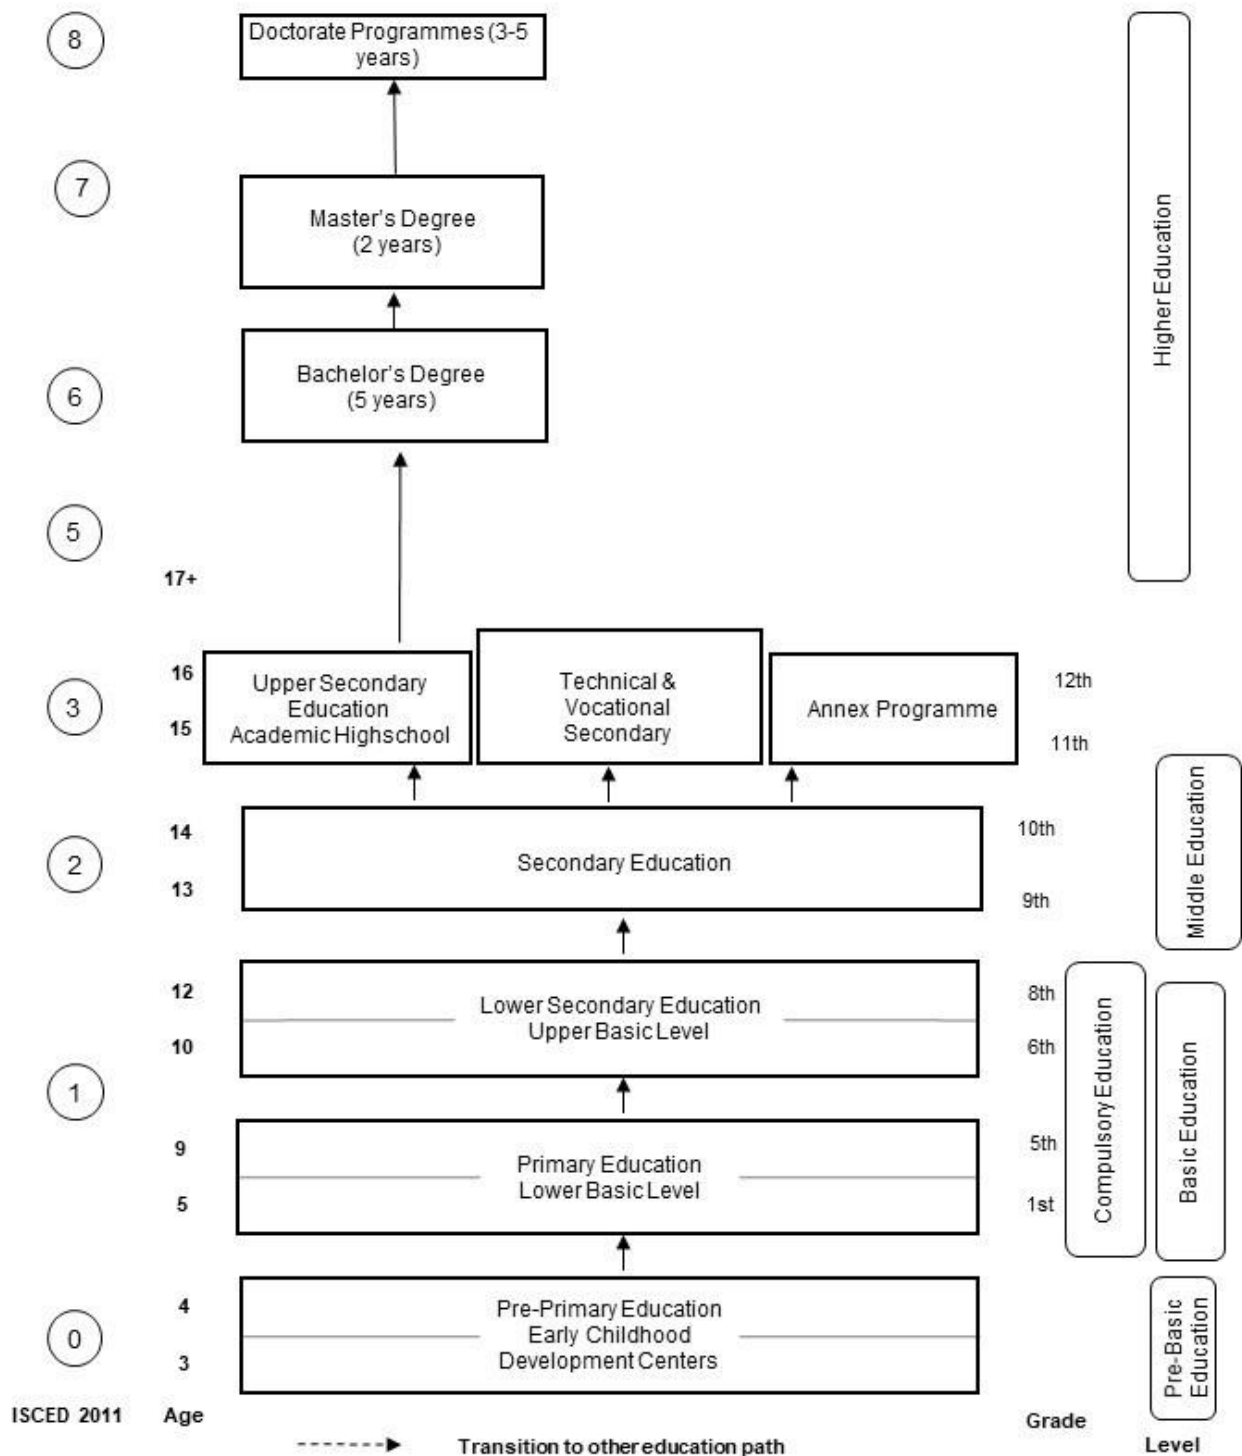 8
Doctorate Programmes (3-5
years)
7
Master's Degree
(2 years)
6
Bachelor's Degree
(5 years)
Higher Education
5
17+
3
16
15
Upper Secondary
Education
Academic Highschool
Technical &
Vocational
Secondary
Annex Programme
12th
11th
2
14
13
Secondary Education
10th
9th
Middle Education
12
10
Lower Secondary Education
Upper Basic Level
8th
6th
1
9
5
Primary Education
Lower Basic Level
5th
1st
Compulsory Education
Basic Education
0
4
3
Pre-Primary Education
Early Childhood
Development Centers
Pre-Basic
Education
ISCED 2011
Age
Transition to other education path
Grade
Level